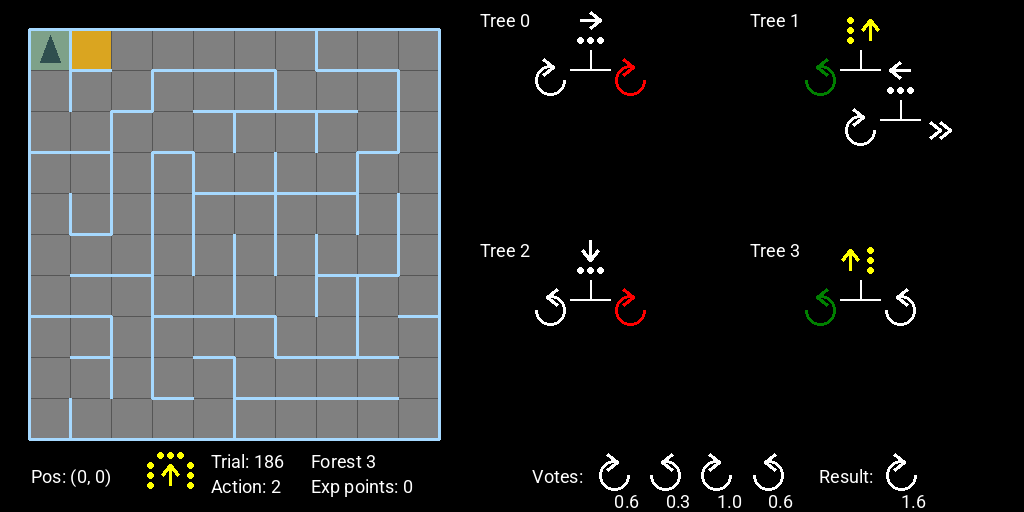 Tree 0
Tree 1
Tree 2
Tree 3
Pos: (0, 0)
Trial: 186
Forest 3
Action: 2
Exp points: 0
Votes:
0.6
0.3
1.0
0.6
Result:
1.6